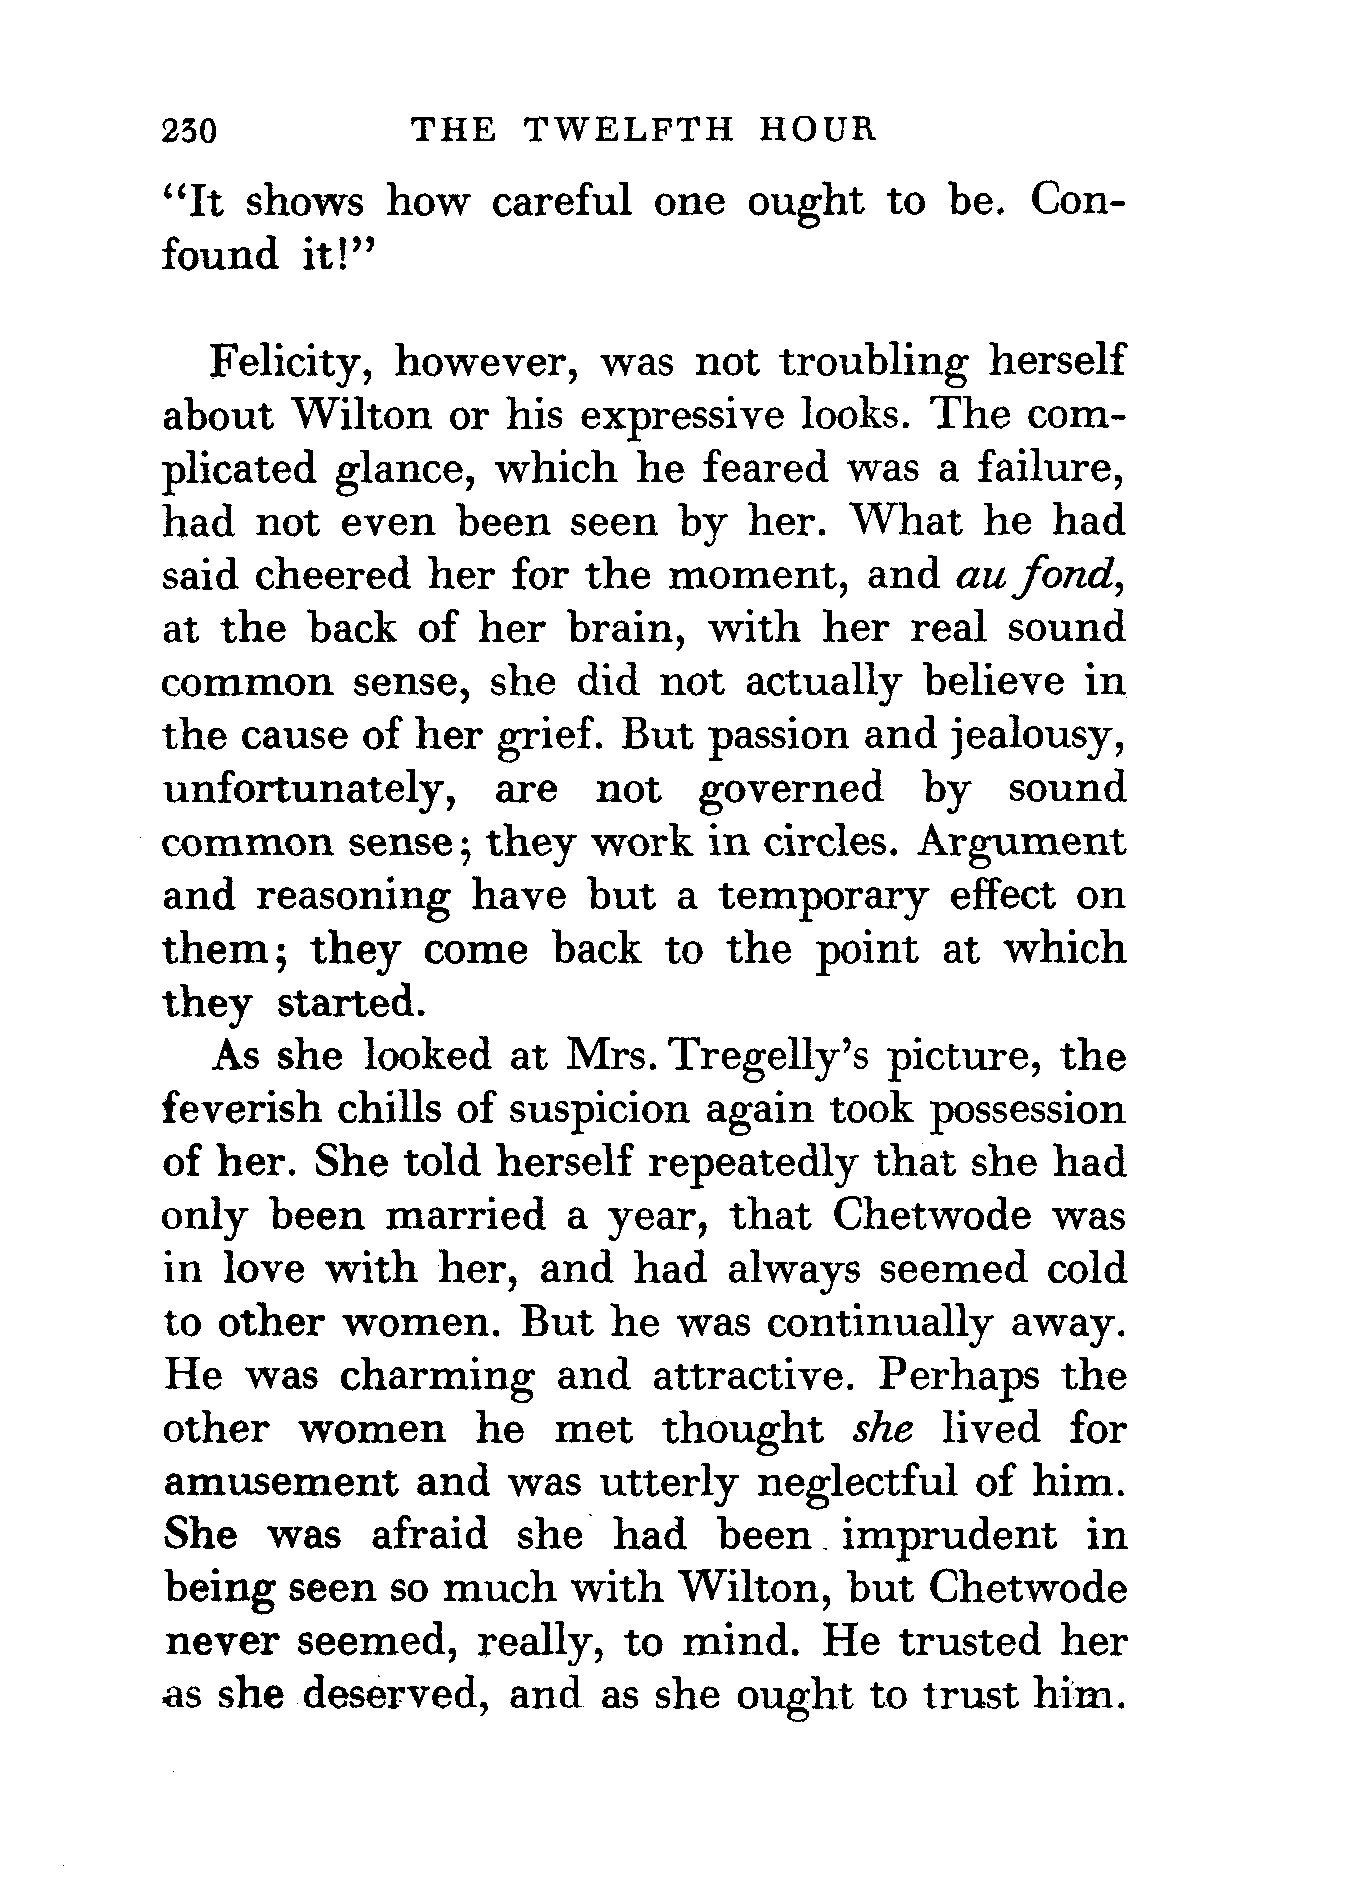 230 THE TWELFTH HOUR
“It shows how careful one ought to be. Con-
found it!”
Felicity, however, was not troubling herself
about Wilton or his expressive looks. The com-
plicated glance, which he feared was a failure,
had not even been seen by her. What he had
said cheered her for the moment, and au fond,
at the back of her brain, with her real sound
common sense, she did not actually believe in
the cause of her grief. But passion and jealousy,
unfortunately, are not governed by sound
common sense; they work in circles. Argument
and reasoning have but a temporary effect on
them; they come back to the point at which
they started.
As she looked at Mrs. Tregelly’s picture, the
feverish chills of suspicion again took possession
of her. She told herself repeatedly that she had
only been married a year, that Chetwode was
in love with her, and had always seemed cold
to other women. But he was continually away.
He was charming and attractive. Perhaps the
other women he met thought she lived for
amusement and was utterly neglectful of him.
She was afraid she had been imprudent in
being seen so much with Wilton, but Chetwode
never seemed, really, to mind. He trusted her
as she deserved, and as she ought to trust him.